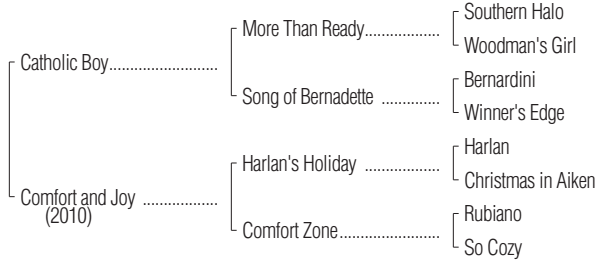 Southern Halo
More Than Ready..................
Woodman's Girl
Catholic Boy..........................
Bernardini
Song of Bernadette ..............
Winner's Edge
Harlan
Harlan's Holiday ..................
Christmas in Aiken
Comfort and Joy ..................
(2010)
Rubiano
Comfort Zone........................
So Cozy